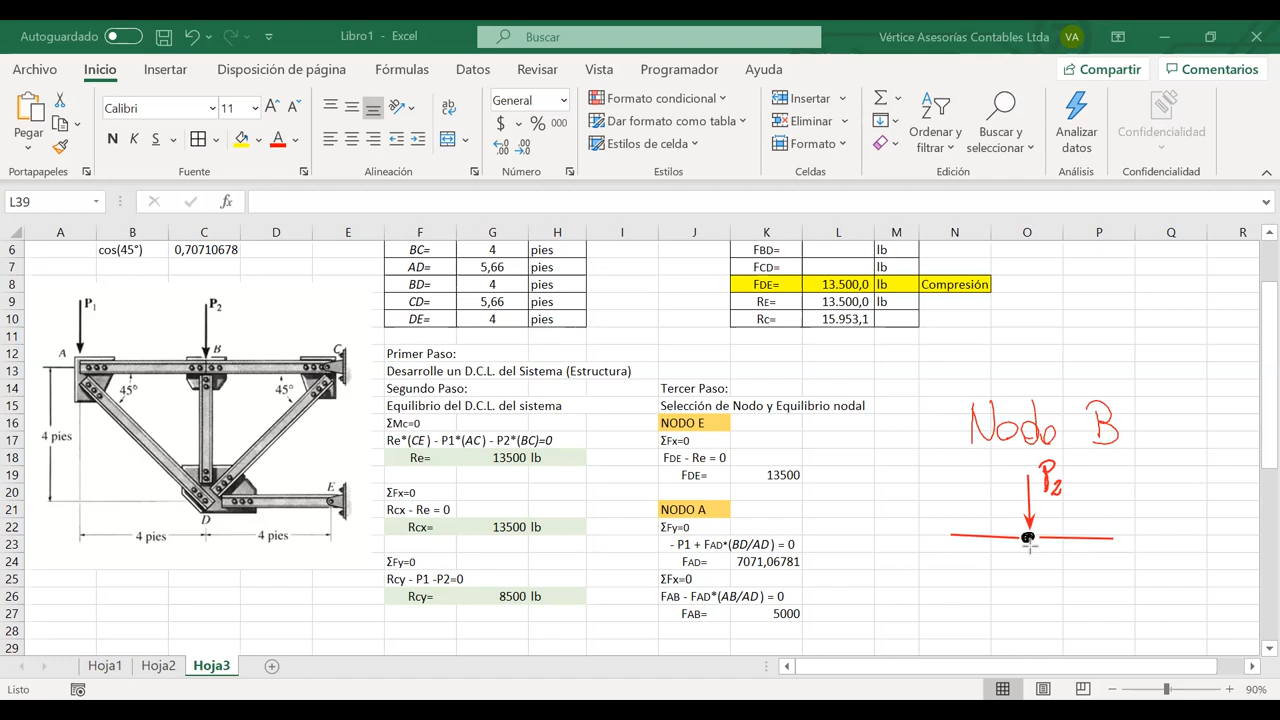 Autoguardado
Libro1 - Excel
Buscar
Vértice Asesorías Contables Ltda
VA
Archivo Inicio Insertar Disposición de página Fórmulas Datos Revisar Vista Programador Ayuda
Compartir
Comentarios
Pegar
Calibri 11
N K S
General
$ % 000
Formato condicional
Dar formato como tabla
Estilos de celda
Insertar
Eliminar
Formato
Ordenar y filtrar
Buscar y seleccionar
Analizar datos
Confidencialidad
Portapapeles Fuente Alineación Número Estilos Celdas Edición Análisis Confidencialidad
L39 fx
A B C D E F G H I J K L M N O P Q R
6 cos(45°) 0,70710678 BC= 4 pies FBD= lb
7 AD= 5,66 pies FCD= lb
8 BD= 4 pies FDE= 13.500,0 lb Compresión
9 CD= 5,66 pies RE= 13.500,0 lb
10 DE= 4 pies RC= 15.953,1
11
12 Primer Paso:
13 Desarrolle un D.C.L. del Sistema (Estructura)
14 Segundo Paso: Tercer Paso:
15 Equilibrio del D.C.L. del sistema Selección de Nodo y Equilibrio nodal
16 ΣMc=0 NODO E
17 Re*(CE) - P1*(AC) - P2*(BC)=0 ΣFx=0
18 Re= 13500 lb FDE - Re = 0
19 FDE= 13500
20 ΣFx=0
21 Rcx - Re = 0 NODO A
22 Rcx= 13500 lb ΣFy=0
23 - P1 + FAD*(BD/AD) = 0
24 ΣFy=0 FAD= 7071,06781
25 Rcy - P1 -P2=0 ΣFx=0
26 Rcy= 8500 lb FAB - FAD*(AB/AD) = 0
27 FAB= 5000
28
29
P1 P2
A B C
45° 45°
4 pies
E
D
4 pies 4 pies
Nodo B
P2
Hoja1 Hoja2 Hoja3
Listo
90%